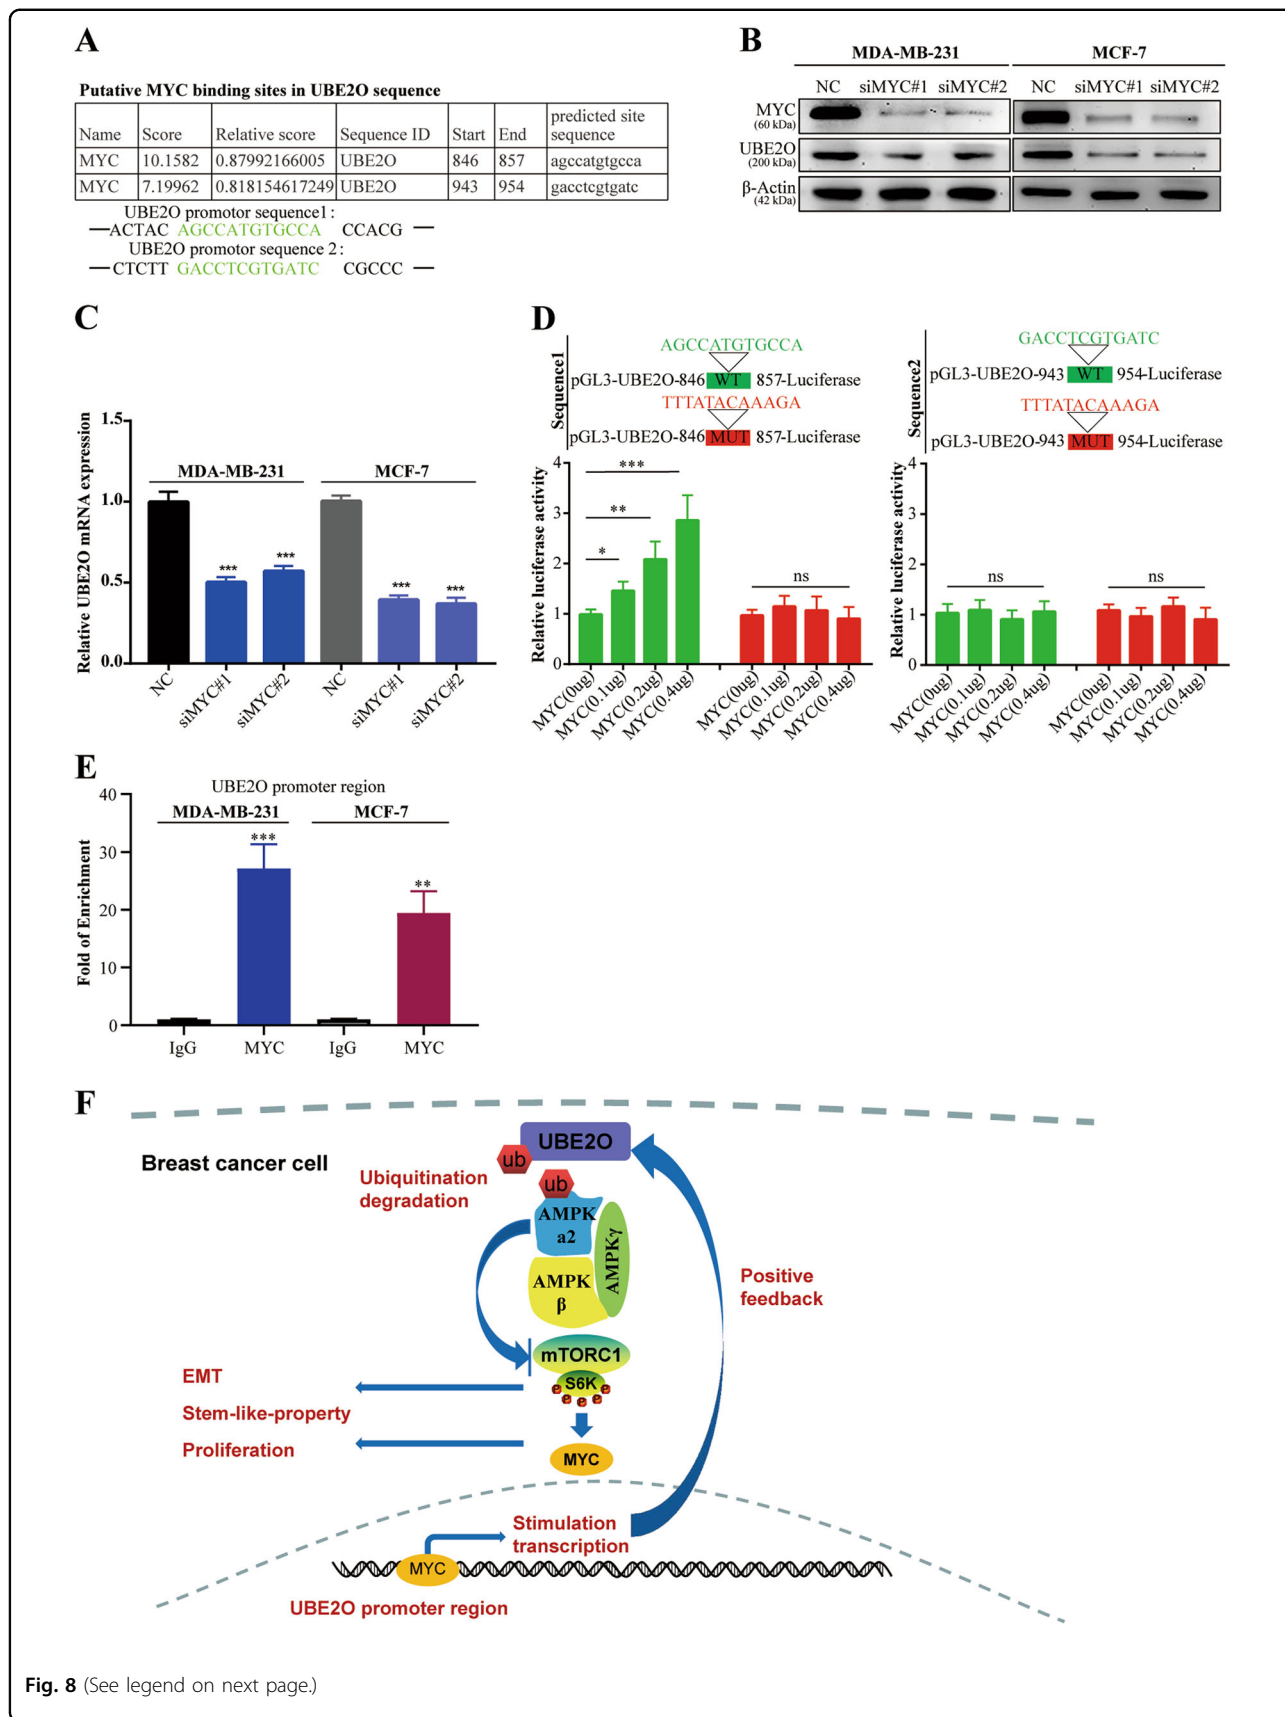 A
Putative MYC binding sites in UBE2O sequence
Name Score Relative score Sequence ID Start End predicted site sequence
MYC 10.1582 0.87992166005 UBE2O 846 857 agccatgtgcca
MYC 7.19962 0.818154617249 UBE2O 943 954 gacctcgtgatc
UBE2O promotor sequence1:
—ACTAC AGCCATGTGCCA CCACG —
UBE2O promotor sequence 2:
—CTCTT GACCTCGTGATC CGCCC —
B
MDA-MB-231 MCF-7
NC siMYC#1 siMYC#2 NC siMYC#1 siMYC#2
MYC
(60 kDa)
UBE2O
(200 kDa)
β-Actin
(42 kDa)
C
Relative UBE2O mRNA expression
1.5
1.0
0.5
0.0
MDA-MB-231 MCF-7
*** *** *** ***
NC siMYC#1 siMYC#2 NC siMYC#1 siMYC#2
D
Sequence1
AGCCATGTGCCA
pGL3-UBE2O-846 WT 857-Luciferase
TTTATACAAAGA
pGL3-UBE2O-846 MUT 857-Luciferase
Relative luciferase activity
4
3
2
1
0
***
**
*
ns
MYC(0ug) MYC(0.1ug) MYC(0.2ug) MYC(0.4ug) MYC(0ug) MYC(0.1ug) MYC(0.2ug) MYC(0.4ug)
Sequence2
GACCTCGTGATC
pGL3-UBE2O-943 WT 954-Luciferase
TTTATACAAAGA
pGL3-UBE2O-943 MUT 954-Luciferase
Relative luciferase activity
4
3
2
1
0
ns ns
MYC(0ug) MYC(0.1ug) MYC(0.2ug) MYC(0.4ug) MYC(0ug) MYC(0.1ug) MYC(0.2ug) MYC(0.4ug)
E
UBE2O promoter region
MDA-MB-231 MCF-7
Fold of Enrichment
40
30
20
10
0
*** **
IgG MYC IgG MYC
F
Breast cancer cell
UBE2O
ub
Ubiquitination
degradation
ub
AMPK
a2
AMPKγ
AMPK
β
Positive
feedback
mTORC1
S6K
P P P P P
EMT
Stem-like-property
Proliferation
MYC
Stimulation
transcription
MYC
UBE2O promoter region
Fig. 8 (See legend on next page.)